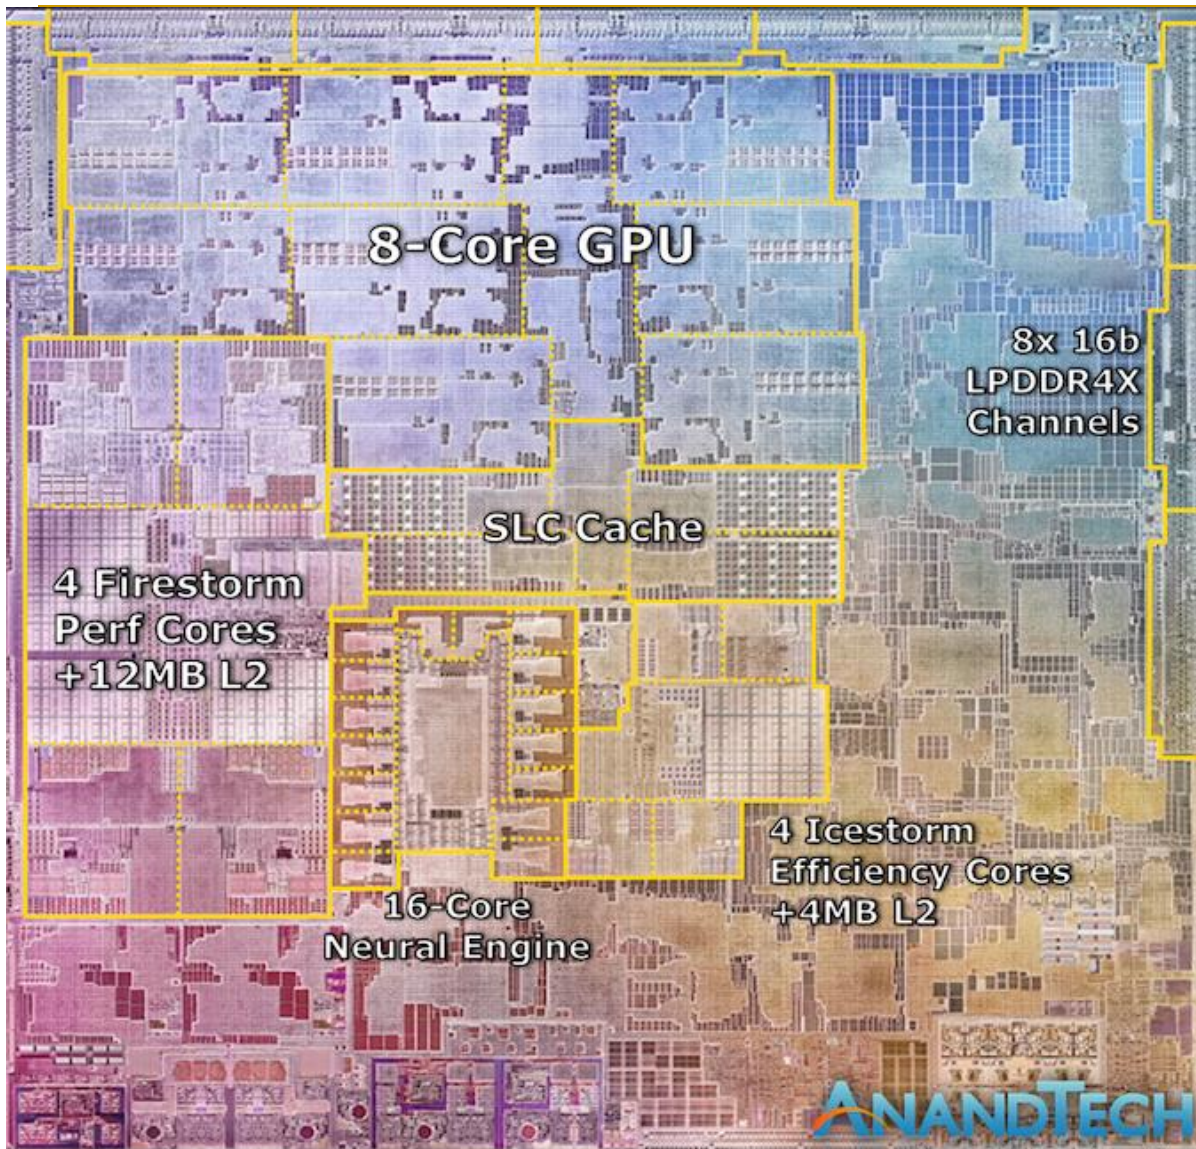 8-Core GPU
8x 16b
LPDDR4X
Channels
SLC Cache
4 Firestorm
Perf Cores
+12MB L2
4 Icestorm
Efficiency Cores
+4MB L2
16-Core
Neural Engine
ANANDTECH